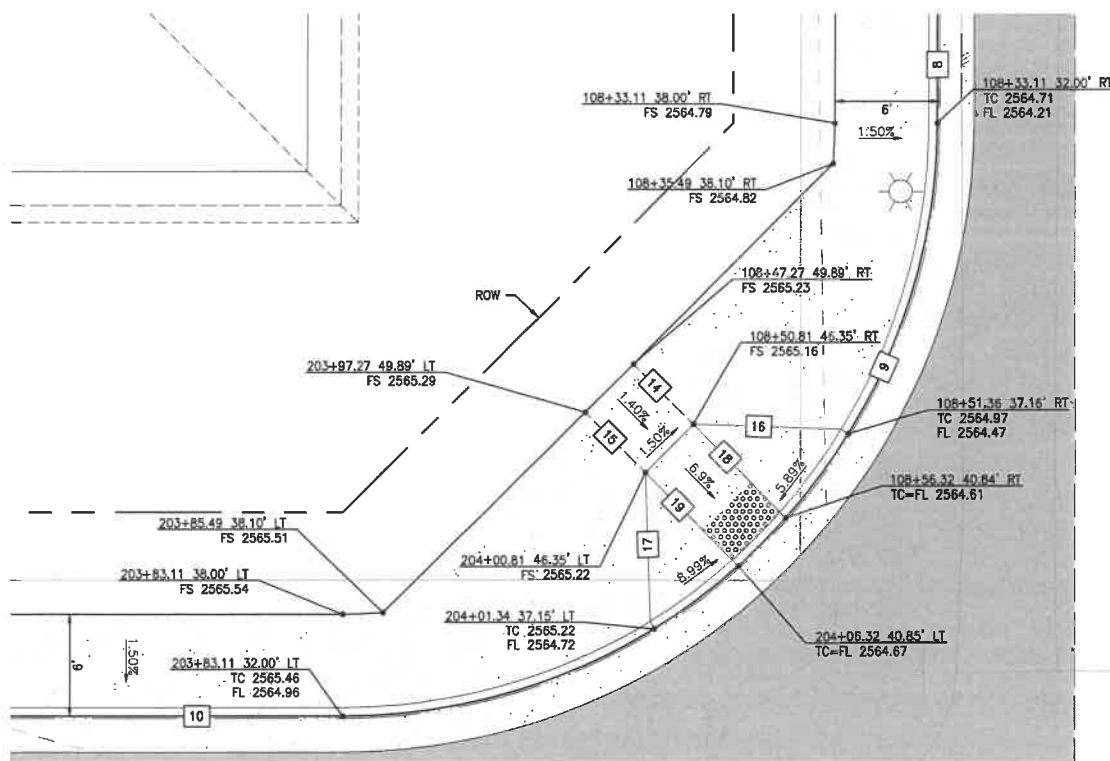 8
108+33.11 38.00' RT
FS 2564.79
6'
108+33.11 32.00' RT
TC 2564.71
FL 2564.21
1.50%
108+35.49 38.10' RT
FS 2564.82
108+47.27 49.89' RT
FS 2565.23
ROW
108+50.81 46.35' RT
FS 2565.16
203+97.27 49.89' LT
FS 2565.29
14
9
1.40%
15
1.50%
16
108+51.36 37.16' RT
TC 2564.97
FL 2564.47
18
6.9%
5.89%
108+56.32 40.84' RT
TC=FL 2564.61
19
203+85.49 38.10' LT
FS 2565.51
17
204+00.81 46.35' LT
FS 2565.22
8.99%
203+83.11 38.00' LT
FS 2565.54
204+01.34 37.15' LT
TC 2565.22
FL 2564.72
204+06.32 40.85' LT
TC=FL 2564.67
6'
1.50%
203+83.11 32.00' LT
TC 2565.46
FL 2564.96
10